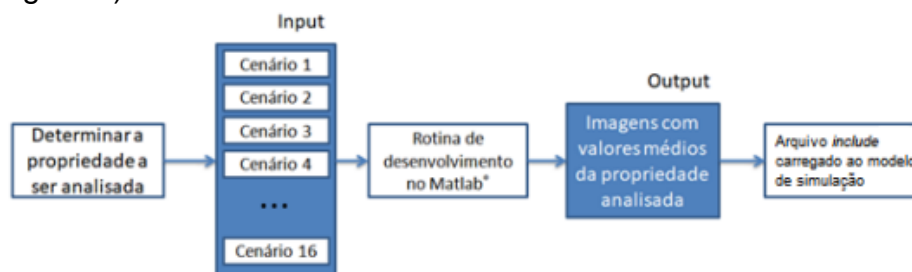 Input
Cenário 1
Cenário 2
Cenário 3
Cenário 4
...
Cenário 16
Determinar a
propriedade a
ser analisada
Rotina de
desenvolvimento
no Matlab*
Output
Imagens com
valores médios
da propriedade
analisada
Arquivo include
carregado ao modelo
de simulação